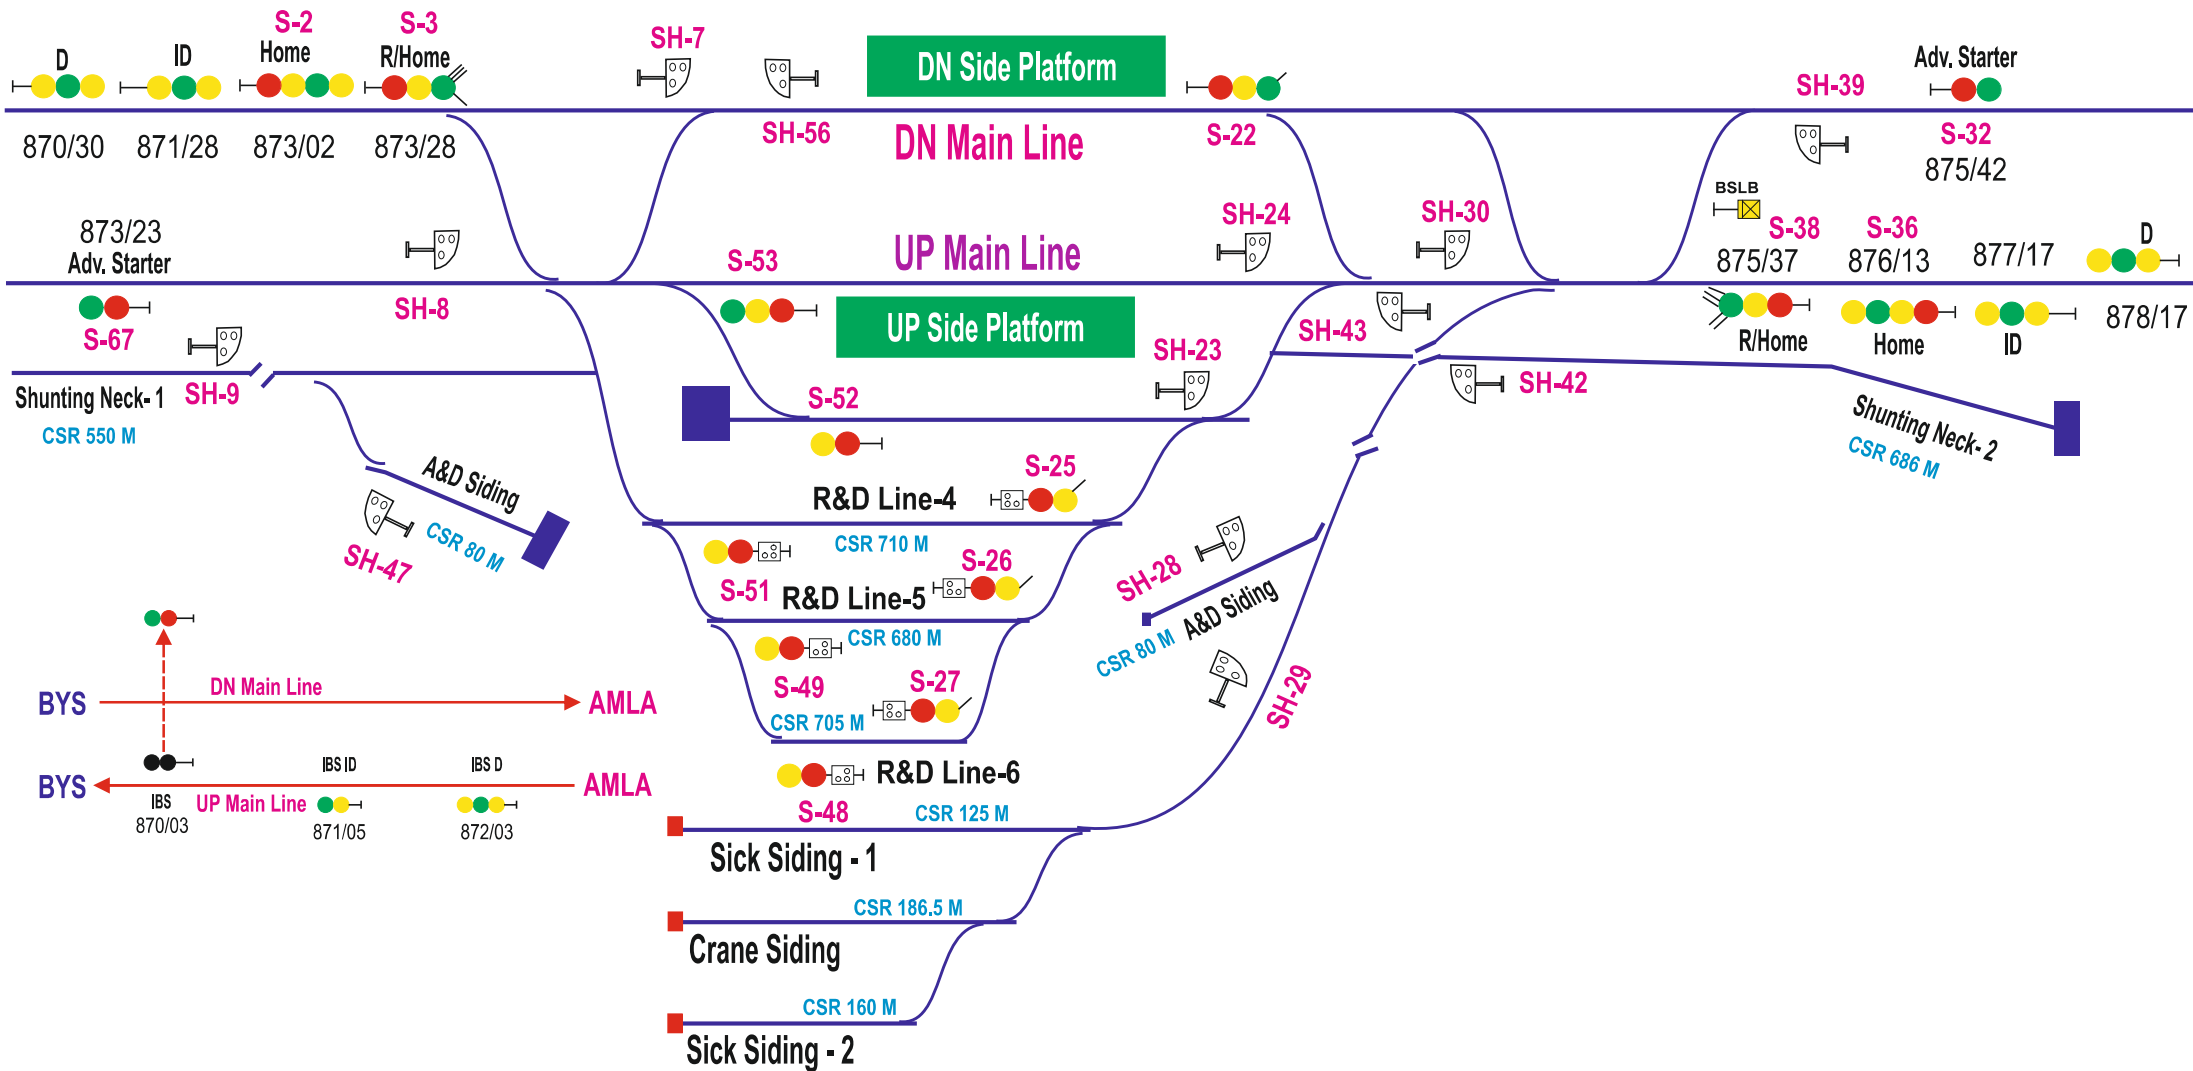 D
ID
S-2
Home
S-3
R/Home
SH-7
DN Side Platform
Adv. Starter
SH-39
870/30
871/28
873/02
873/28
SH-56
DN Main Line
S-22
S-32
875/42
BSLB
873/23
Adv. Starter
SH-24
SH-30
S-38
875/37
S-36
876/13
877/17
D
UP Main Line
S-53
SH-8
S-67
UP Side Platform
SH-43
R/Home
Home
ID
878/17
SH-23
SH-9
Shunting Neck- 1
CSR 550 M
S-52
SH-42
Shunting Neck- 2
CSR 686 M
A&D Siding
CSR 80 M
SH-47
R&D Line-4
S-25
CSR 710 M
S-51
R&D Line-5
S-26
CSR 680 M
SH-28
A&D Siding
CSR 80 M
S-49
S-27
CSR 705 M
SH-29
BYS
DN Main Line
AMLA
IBS ID
IBS D
BYS
UP Main Line
AMLA
IBS
870/03
871/05
872/03
R&D Line-6
S-48
CSR 125 M
Sick Siding - 1
CSR 186.5 M
Crane Siding
CSR 160 M
Sick Siding - 2